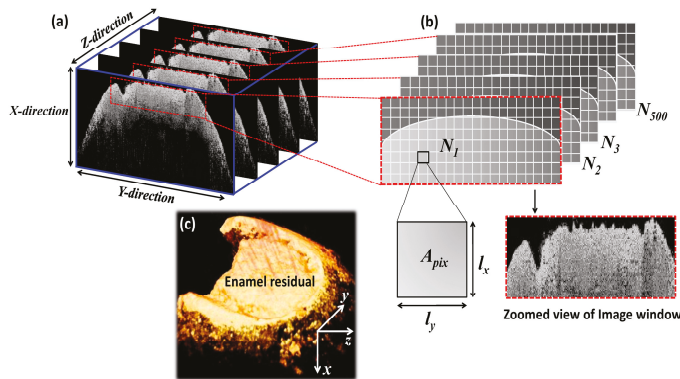 (a)
Z-direction
X-direction
Y-direction
(b)
N1
N2
N3
N500
Apix
lx
ly
Zoomed view of Image window
(c)
Enamel residual
y
z
x